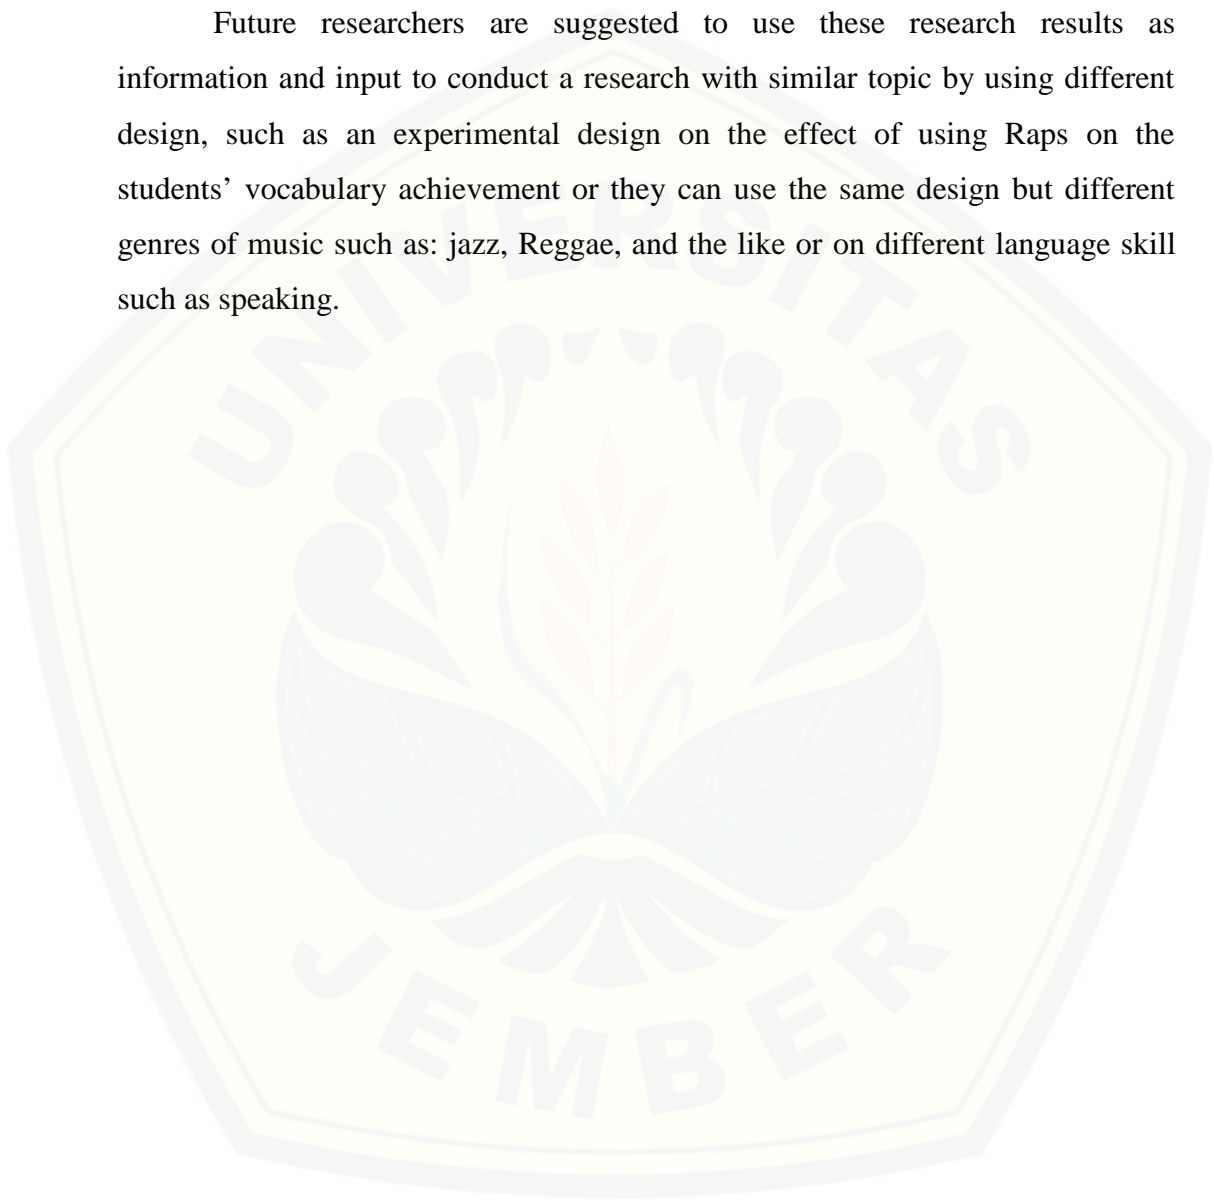 Future researchers are suggested to use these research results as
information and input to conduct a research with similar topic by using different
design, such as an experimental design on the effect of using Raps on the
students’ vocabulary achievement or they can use the same design but different
genres of music such as: jazz, Reggae, and the like or on different language skill
such as speaking.
UNIVERSITAS
JEMBER